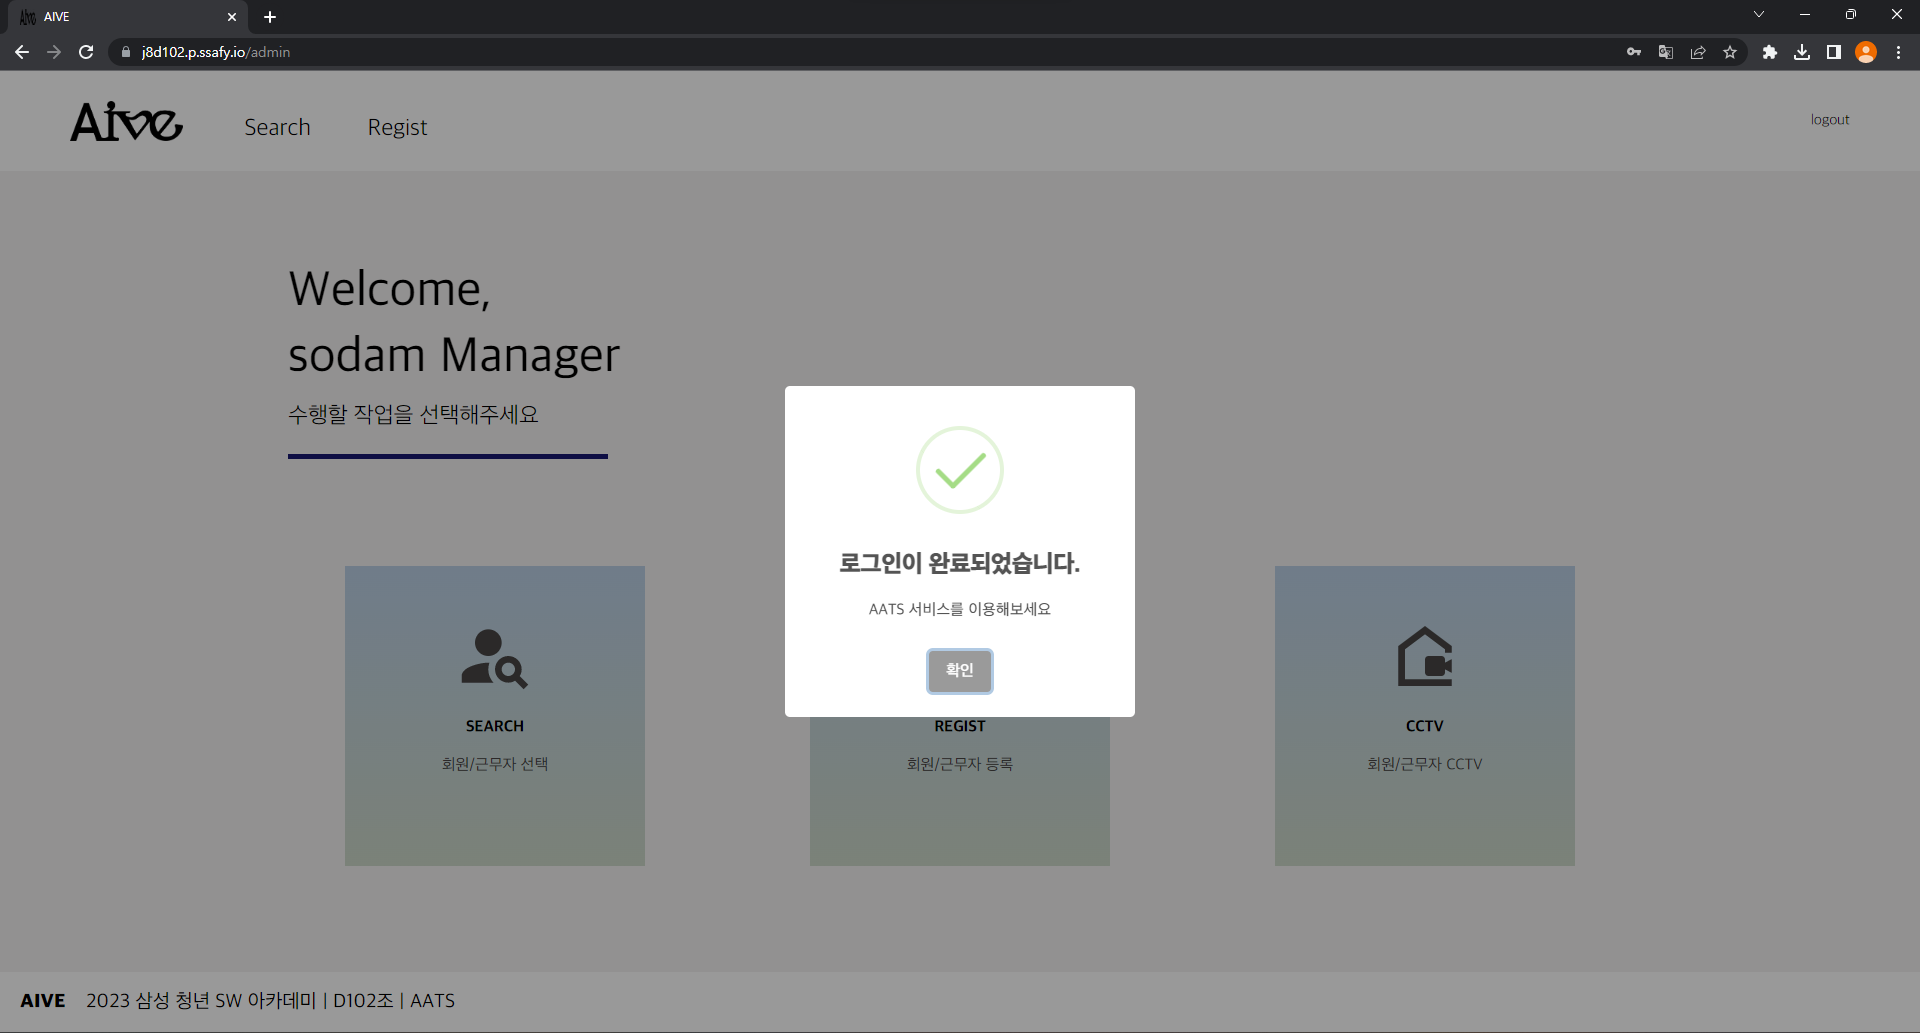 AIVE
j8d102.p.ssafy.io/admin
Aive
Search
Regist
logout
Welcome,
sodam Manager
수행할 작업을 선택해주세요
로그인이 완료되었습니다.
AATS 서비스를 이용해보세요
확인
SEARCH
회원/근무자 선택
REGIST
회원/근무자 등록
CCTV
회원/근무자 CCTV
AIVE 2023 삼성 청년 SW 아카데미 | D102조 | AATS